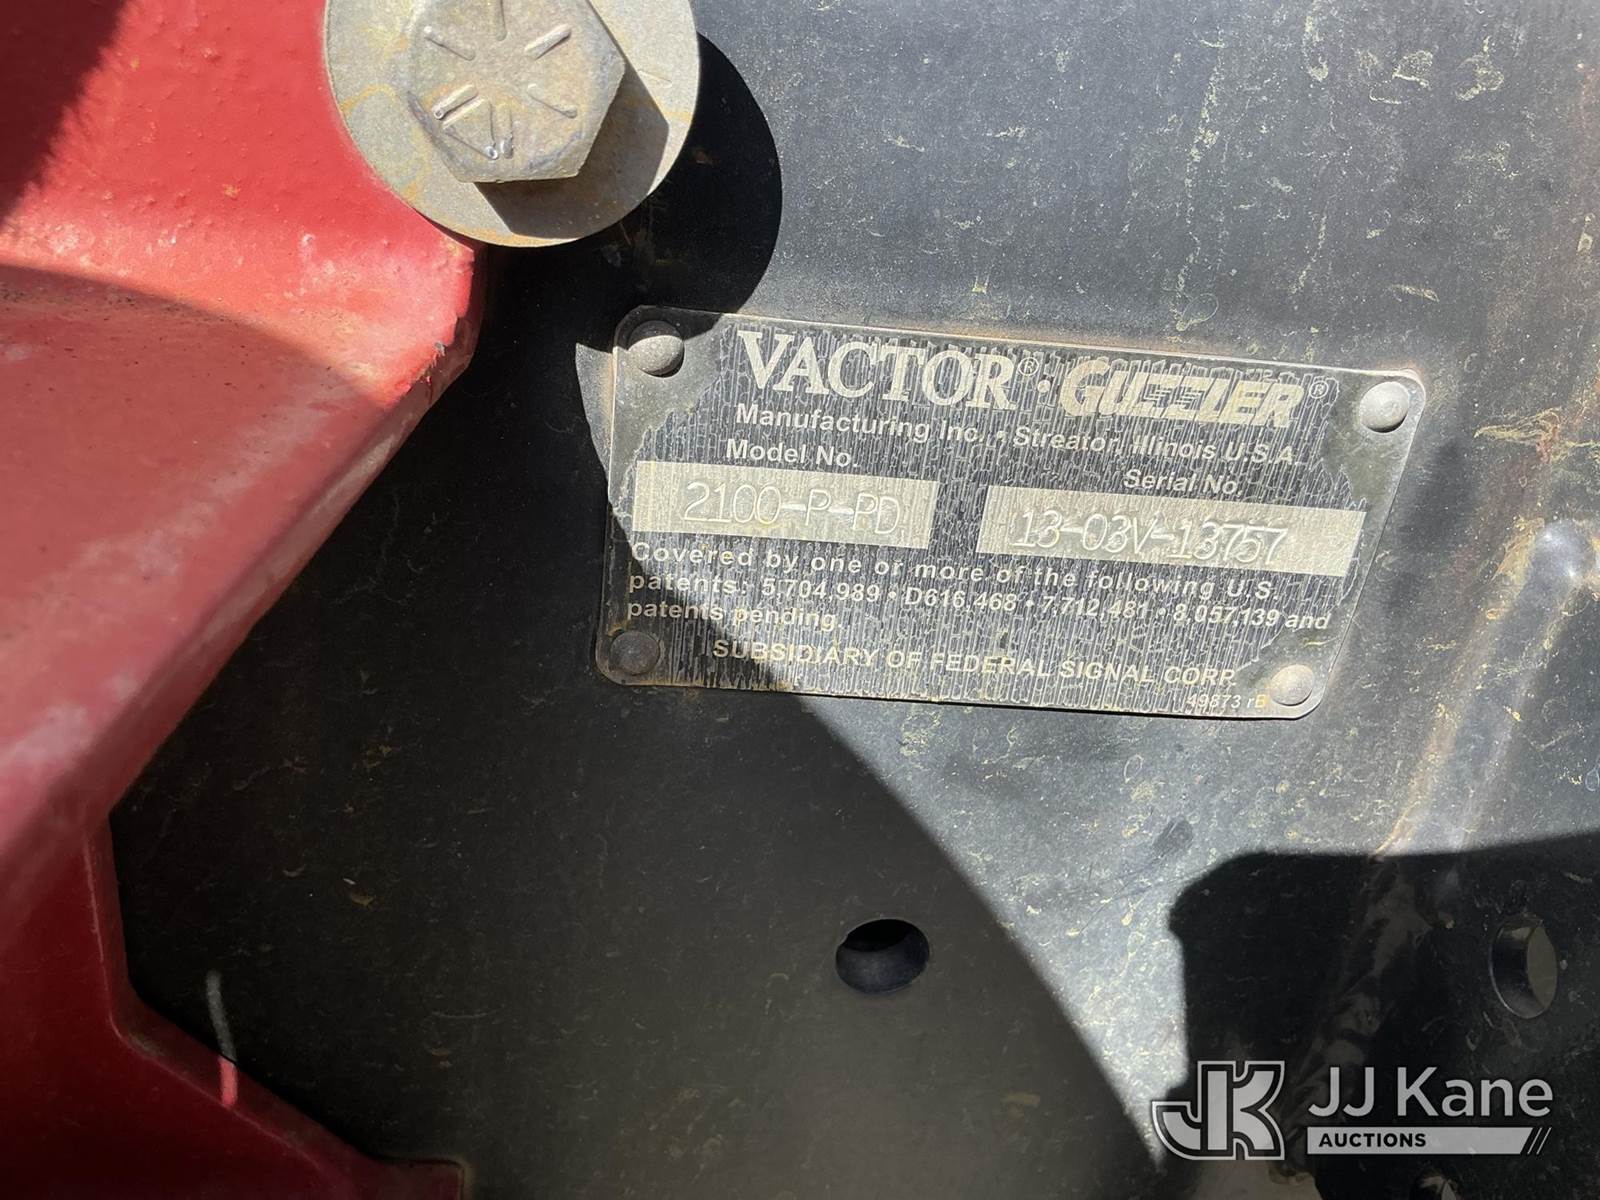 VACTOR® · GUZZLER®
Manufacturing Inc. • Streator, Illinois U.S.A.
Model No. Serial No.
2100-P-PD 13-03V-13757
Covered by one or more of the following U.S.
patents: 5,704,989 • D616,468 • 7,712,481 • 8,057,139 and
patents pending.
SUBSIDIARY OF FEDERAL SIGNAL CORP.
49873 rB
JK JJ Kane
AUCTIONS